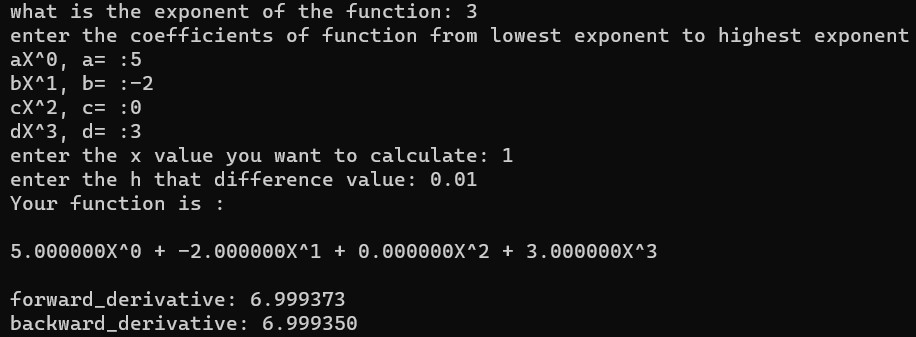 what is the exponent of the function: 3
enter the coefficients of function from lowest exponent to highest exponent
aX^0, a= :5
bX^1, b= :-2
cX^2, c= :0
dX^3, d= :3
enter the x value you want to calculate: 1
enter the h that difference value: 0.01
Your function is :
5.000000X^0 + -2.000000X^1 + 0.000000X^2 + 3.000000X^3
forward_derivative: 6.999373
backward_derivative: 6.999350